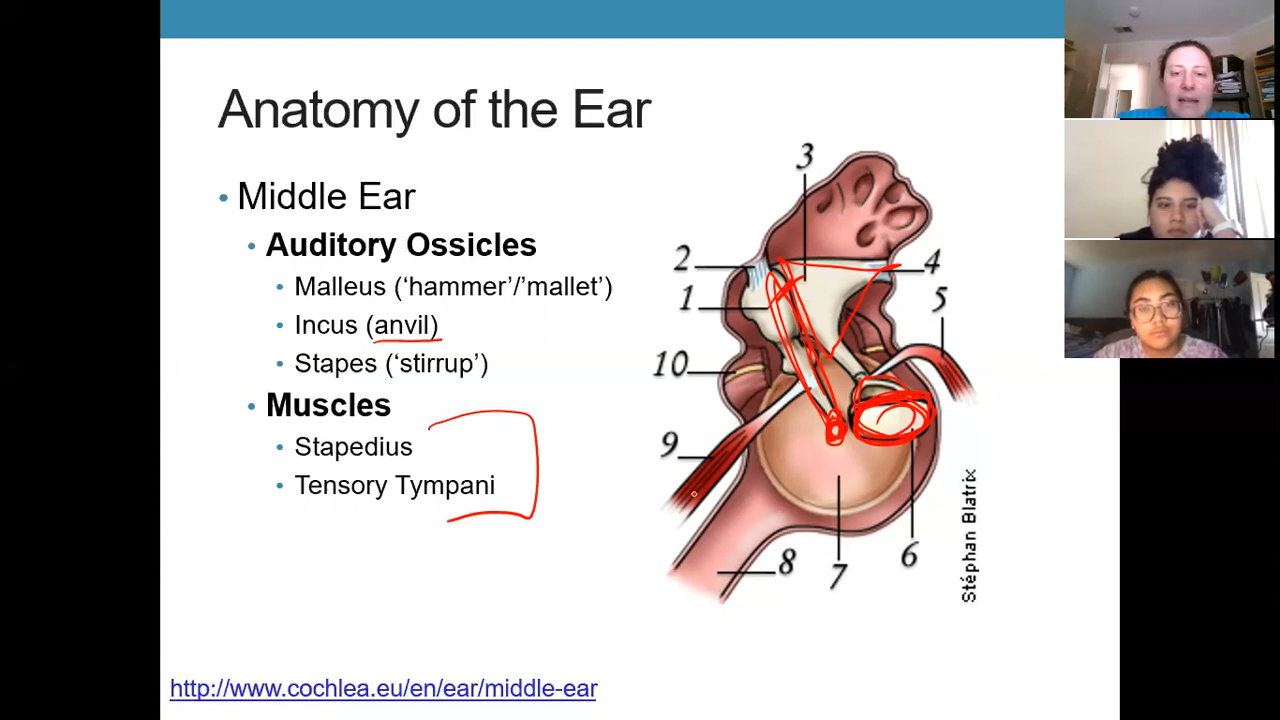 Anatomy of the Ear
• Middle Ear
• Auditory Ossicles
• Malleus (‘hammer’/’mallet’)
• Incus (anvil)
• Stapes (‘stirrup’)
• Muscles
• Stapedius
• Tensory Tympani
3
2
4
1
5
10
9
8
7
6
Stéphan Blatrix
http://www.cochlea.eu/en/ear/middle-ear